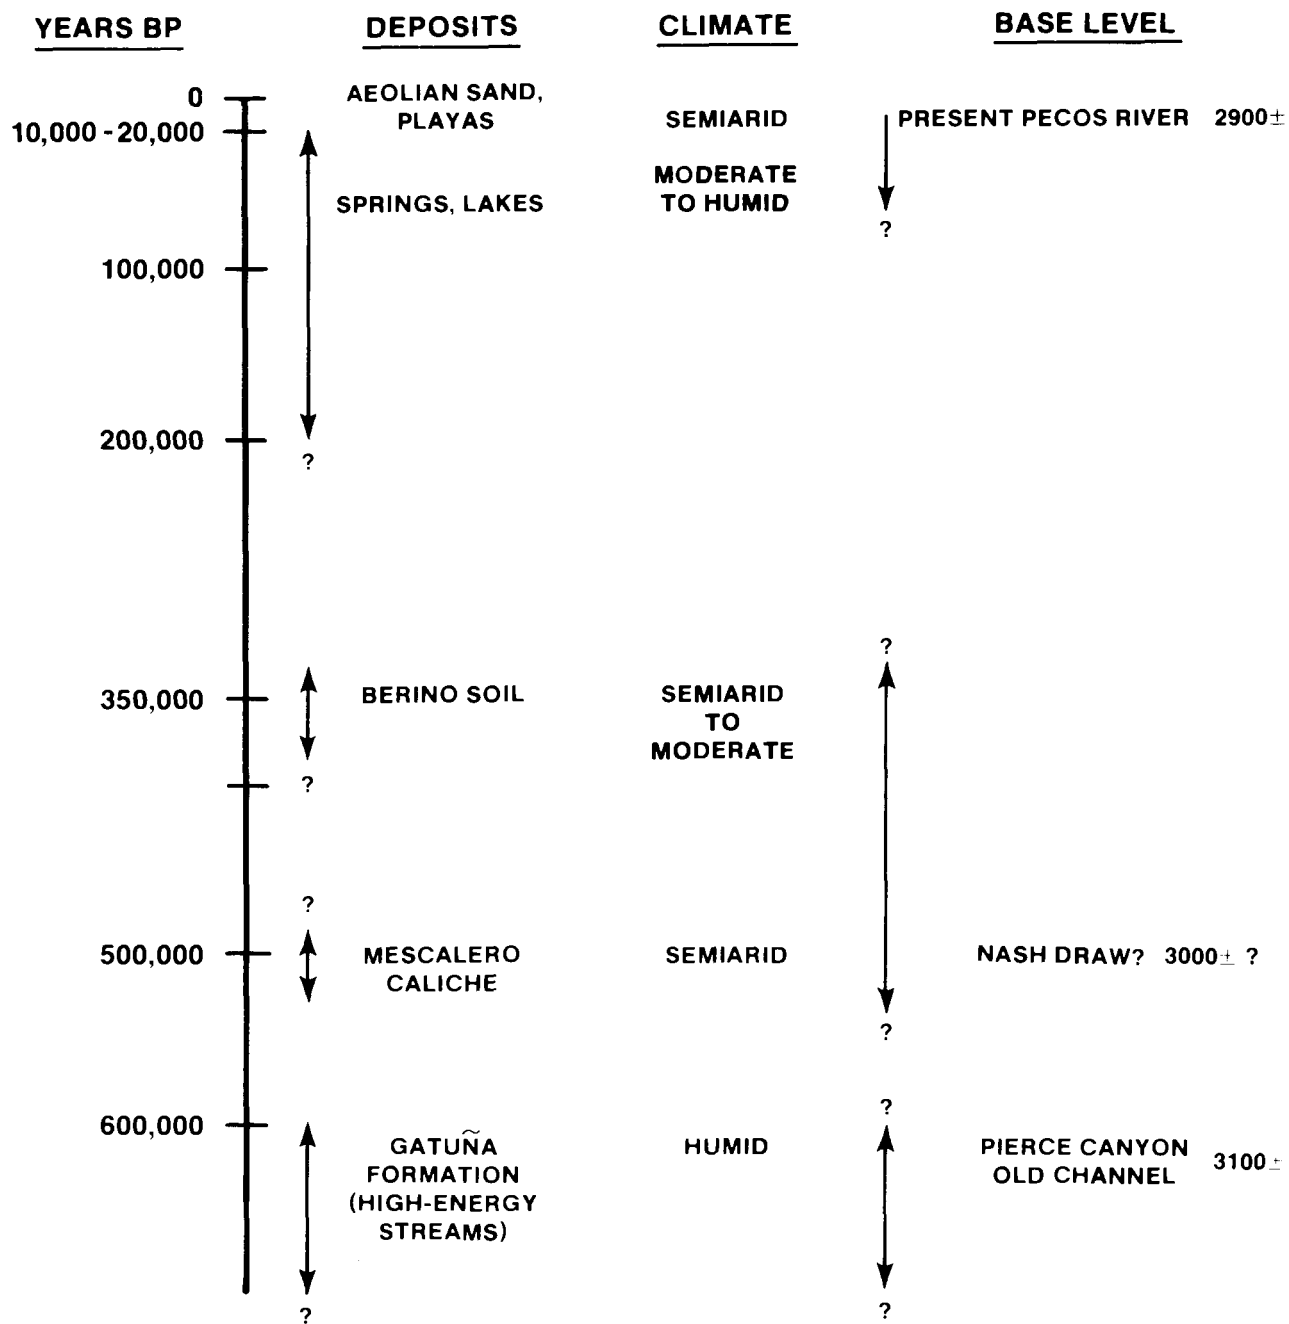 YEARS BP DEPOSITS CLIMATE BASE LEVEL
0 AEOLIAN SAND,
10,000 - 20,000 PLAYAS SEMIARID PRESENT PECOS RIVER 2900±
MODERATE
SPRINGS, LAKES TO HUMID
?
100,000
200,000
?
?
350,000 BERINO SOIL SEMIARID
TO
MODERATE
?
?
500,000 MESCALERO SEMIARID NASH DRAW? 3000± ?
CALICHE
?
?
600,000
GATUÑA HUMID PIERCE CANYON 3100±
FORMATION OLD CHANNEL
(HIGH-ENERGY
STREAMS)
? ?